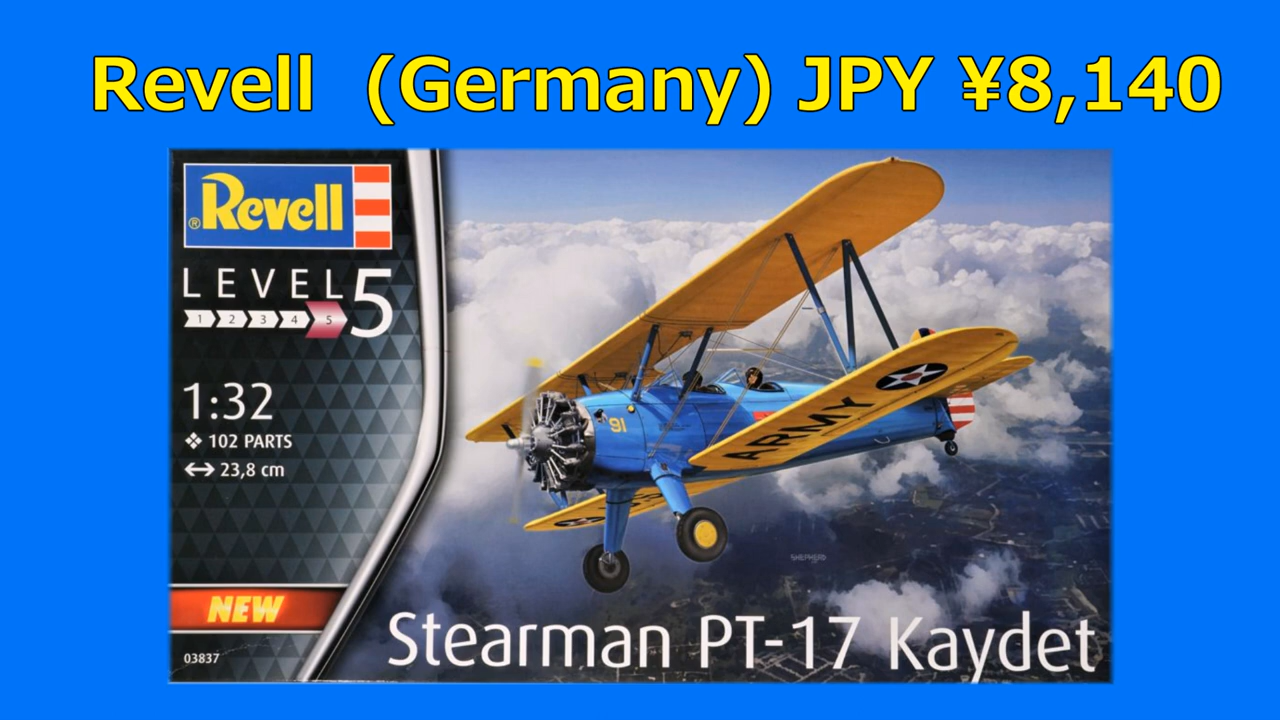 Revell (Germany) JPY ¥8,140
® Revell
LEVEL 5
1 2 3 4 5
1:32
❖ 102 PARTS
↔ 23,8 cm
NEW
03837
91
ARMY
SHEPHERD
Stearman PT-17 Kaydet